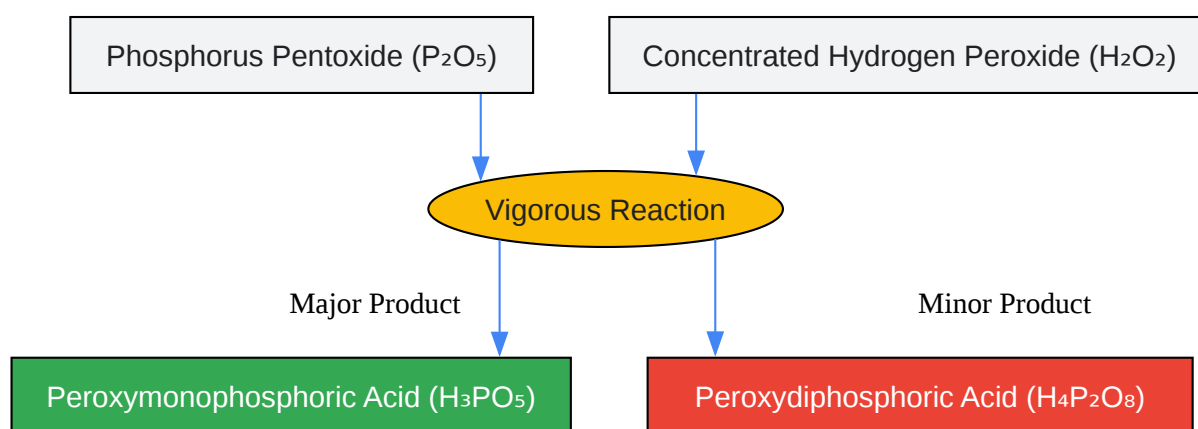 Phosphorus Pentoxide (P₂O₅)
Concentrated Hydrogen Peroxide (H₂O₂)
Vigorous Reaction
Major Product
Minor Product
Peroxymonophosphoric Acid (H₃PO₅)
Peroxydiphosphoric Acid (H₄P₂O₈)